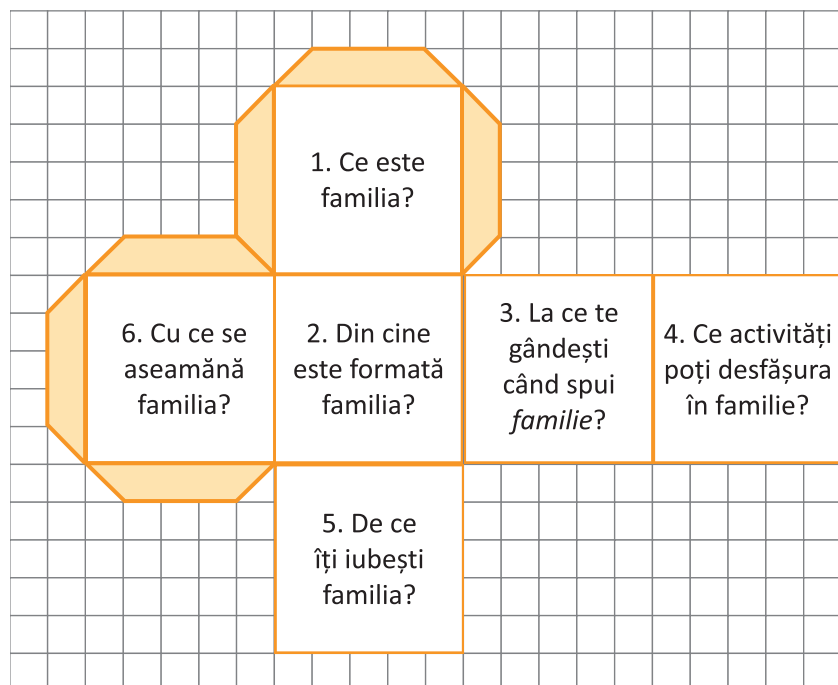 1. Ce este
familia?
6. Cu ce se
aseamănă
familia?
2. Din cine
este formată
familia?
3. La ce te
gândești
când spui
familie?
4. Ce activități
poți desfășura
în familie?
5. De ce
îți iubești
familia?